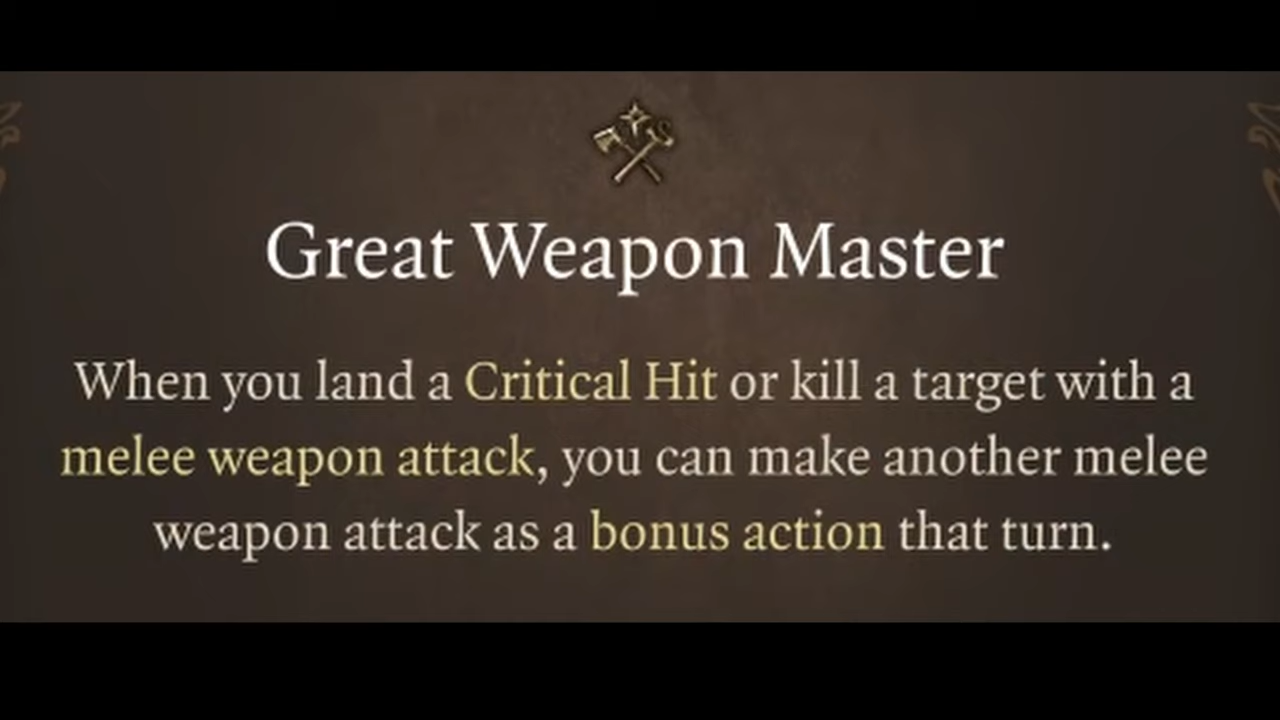 Great Weapon Master
When you land a Critical Hit or kill a target with a
melee weapon attack, you can make another melee
weapon attack as a bonus action that turn.